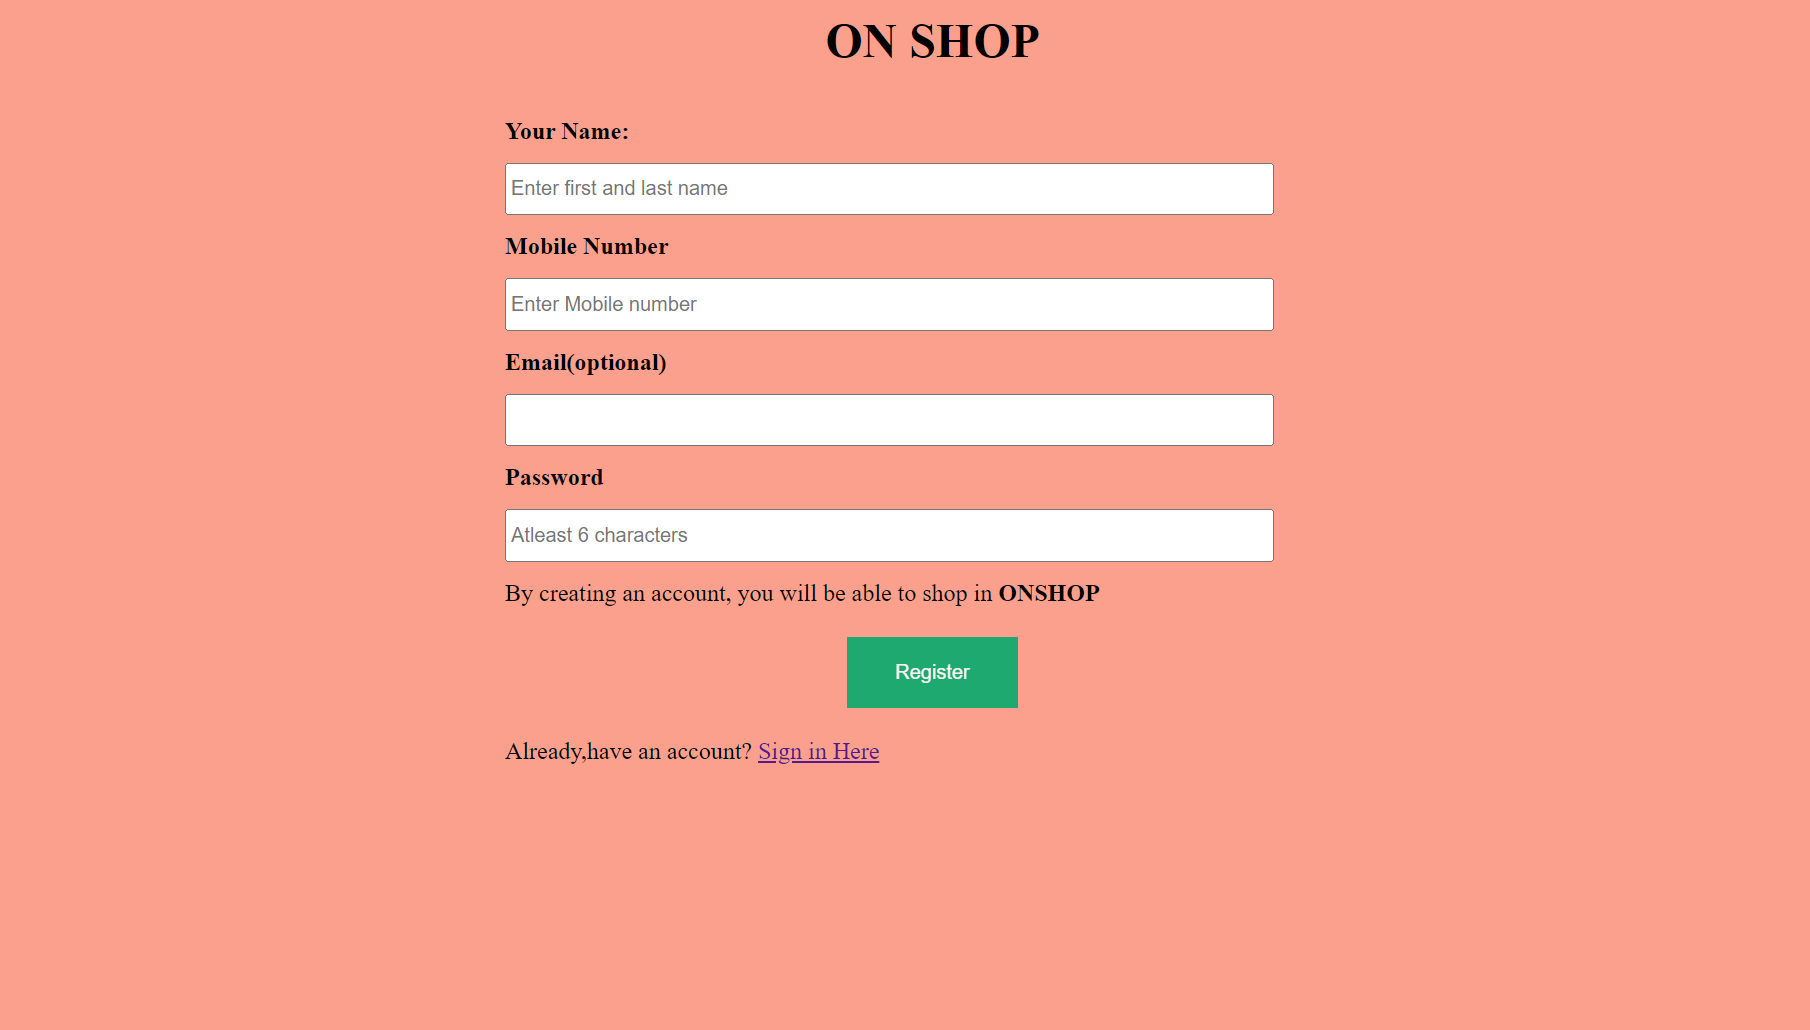 ON SHOP
Your Name:
Enter first and last name
Mobile Number
Enter Mobile number
Email(optional)
Password
Atleast 6 characters
By creating an account, you will be able to shop in ONSHOP
Register
Already,have an account? Sign in Here